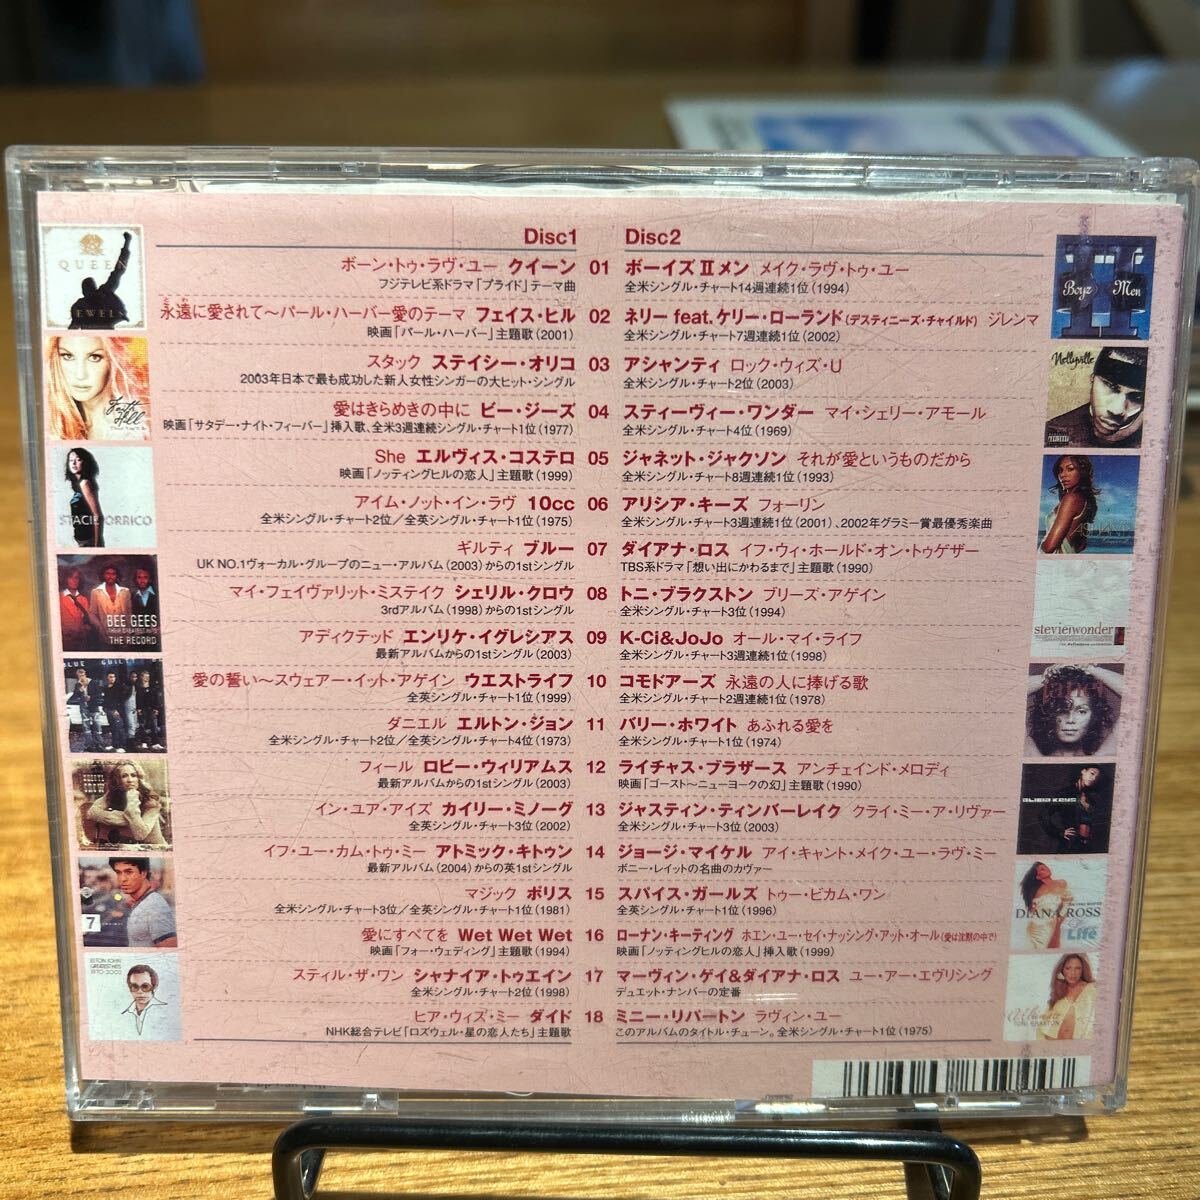 Disc1
ボーン・トゥ・ラヴ・ユー クイーン 01
フジテレビ系ドラマ「プライド」テーマ曲
永遠に愛されて〜パール・ハーバー愛のテーマ フェイス・ヒル 02
映画「パール・ハーバー」主題歌(2001)
スタック ステイシー・オリコ 03
2003年日本で最も成功した新人女性シンガーの大ヒット・シングル
愛はきらめきの中に ビー・ジーズ 04
映画「サタデー・ナイト・フィーバー」挿入歌、全米3週連続シングル・チャート1位(1977)
She エルヴィス・コステロ 05
映画「ノッティングヒルの恋人」主題歌(1999)
アイム・ノット・イン・ラヴ 10cc 06
全米シングル・チャート2位/全英シングル・チャート1位(1975)
ギルティ ブルー 07
UK NO.1ヴォーカル・グループのニュー・アルバム(2003)からの1stシングル
マイ・フェイヴァリット・ミステイク シェリル・クロウ 08
3rdアルバム(1998)からの1stシングル
アディクテッド エンリケ・イグレシアス 09
最新アルバムからの1stシングル(2003)
愛の誓い〜スウェアー・イット・アゲイン ウエストライフ 10
全英シングル・チャート1位(1999)
ダニエル エルトン・ジョン 11
全米シングル・チャート2位/全英シングル・チャート4位(1973)
フィール ロビー・ウィリアムス 12
最新アルバムからの1stシングル(2003)
イン・ユア・アイズ カイリー・ミノーグ 13
全英シングル・チャート3位(2002)
イフ・ユー・カム・トゥ・ミー アトミック・キトゥン 14
最新アルバム(2004)からの英1stシングル
マジック ポリス 15
全米シングル・チャート3位/全英シングル・チャート1位(1981)
愛にすべてを Wet Wet Wet 16
映画「フォー・ウェディング」主題歌(1994)
スティル・ザ・ワン シャナイア・トゥエイン 17
全米シングル・チャート2位(1998)
ヒア・ウィズ・ミー ダイド 18
NHK総合テレビ「ロズウェル・星の恋人たち」主題歌
Disc2
ボーイズⅡメン メイク・ラヴ・トゥ・ユー
全米シングル・チャート14週連続1位(1994)
ネリー feat.ケリー・ローランド(デスティニーズ・チャイルド) ジレンマ
全米シングル・チャート7週連続1位(2002)
アシャンティ ロック・ウィズ・U
全米シングル・チャート2位(2003)
スティーヴィー・ワンダー マイ・シェリー・アモール
全米シングル・チャート4位(1969)
ジャネット・ジャクソン それが愛というものだから
全米シングル・チャート8週連続1位(1993)
アリシア・キーズ フォーリン
全米シングル・チャート3週連続1位(2001)、2002年グラミー賞最優秀楽曲
ダイアナ・ロス イフ・ウィ・ホールド・オン・トゥゲザー
TBS系ドラマ「想い出にかわるまで」主題歌(1990)
トニ・ブラクストン ブリーズ・アゲイン
全米シングル・チャート3位(1994)
K-Ci&JoJo オール・マイ・ライフ
全米シングル・チャート3週連続1位(1998)
コモドアーズ 永遠の人に捧げる歌
全米シングル・チャート2週連続1位(1978)
バリー・ホワイト あふれる愛を
全米シングル・チャート1位(1974)
ライチャス・ブラザース アンチェインド・メロディ
映画「ゴースト〜ニューヨークの幻」主題歌(1990)
ジャスティン・ティンバーレイク クライ・ミー・ア・リヴァー
全米シングル・チャート3位(2003)
ジョージ・マイケル アイ・キャント・メイク・ユー・ラヴ・ミー
ボニー・レイットの名曲のカヴァー
スパイス・ガールズ トゥー・ビカム・ワン
全英シングル・チャート1位(1996)
ローナン・キーティング ホエン・ユー・セイ・ナッシング・アット・オール(愛は沈黙の中で)
映画「ノッティングヒルの恋人」挿入歌(1999)
マーヴィン・ゲイ&ダイアナ・ロス ユー・アー・エヴリシング
デュエット・ナンバーの定番
ミニー・リパートン ラヴィン・ユー
このアルバムのタイトル・チューン。全米シングル・チャート1位(1975)
QUEEN
JEWELS
Faith Hill
STACIE ORRICO
BEE GEES
THEIR GREATEST HITS
THE RECORD
BLUE GUILTY
SHERYL CROW
7
ELTON JOHN
GREATEST HITS
1970-2002
Boyz II Men
Nellyville
ASHANTI
stevie wonder
janet
ALICIA KEYS
DIANA ROSS
Life
TONI BRAXTON